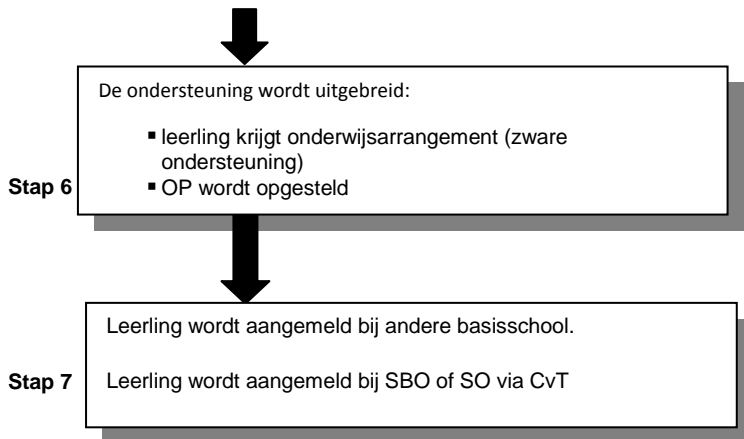 De ondersteuning wordt uitgebreid:
▪ leerling krijgt onderwijsarrangement (zware
ondersteuning)
Stap 6
▪ OP wordt opgesteld
Leerling wordt aangemeld bij andere basisschool.
Stap 7
Leerling wordt aangemeld bij SBO of SO via CvT